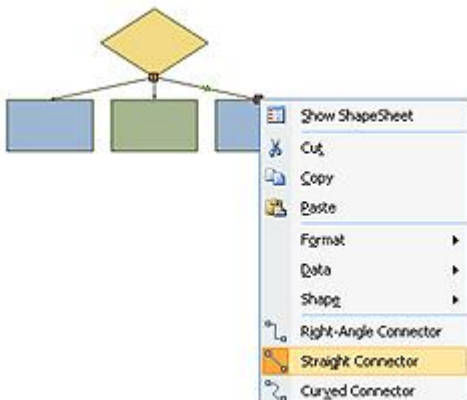 Show ShapeSheet
Cut
Copy
Paste
Format
Data
Shape
Right-Angle Connector
Straight Connector
Curved Connector